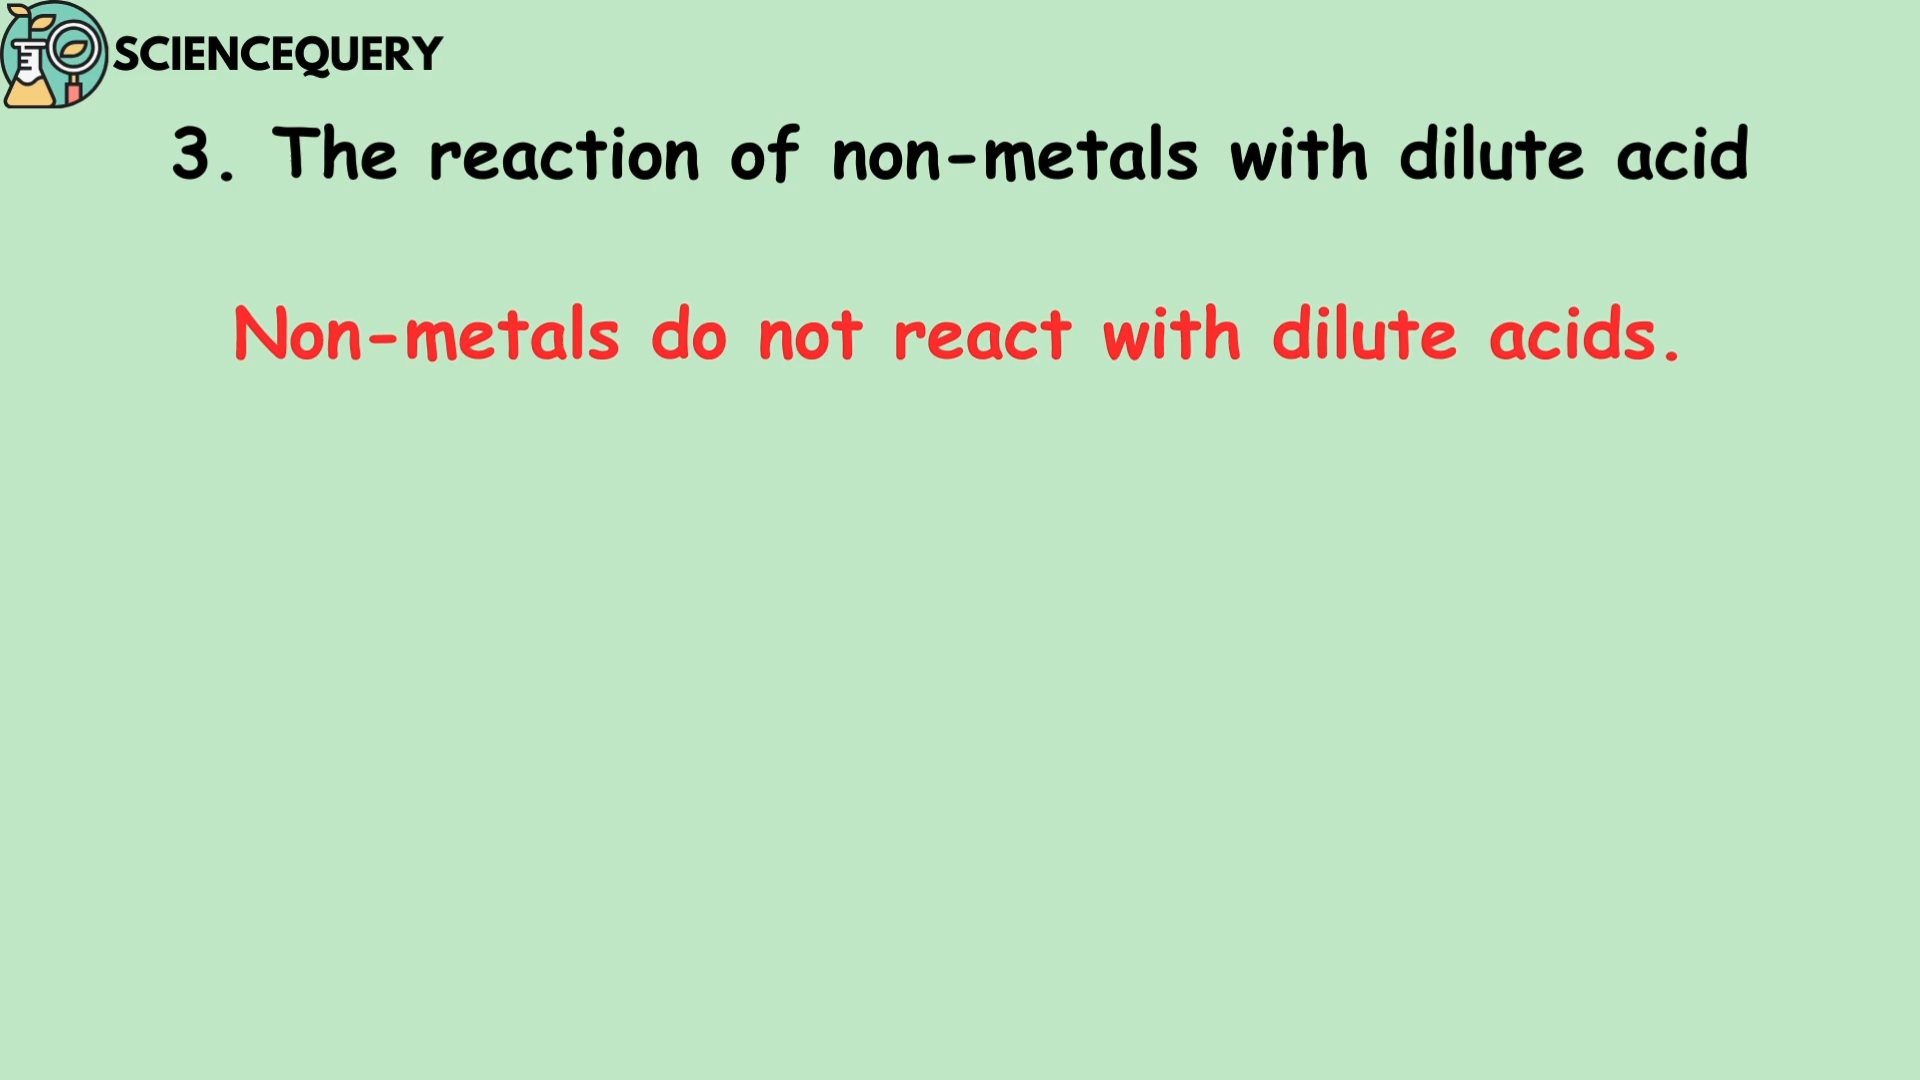 SCIENCEQUERY
3. The reaction of non-metals with dilute acid
Non-metals do not react with dilute acids.